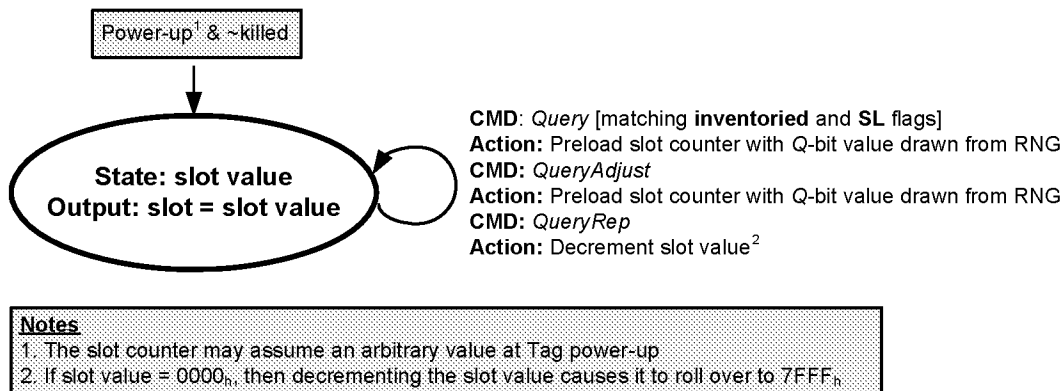 Power-up¹ & ~killed
State: slot value
Output: slot = slot value
CMD: Query [matching inventoried and SL flags]
Action: Preload slot counter with Q-bit value drawn from RNG
CMD: QueryAdjust
Action: Preload slot counter with Q-bit value drawn from RNG
CMD: QueryRep
Action: Decrement slot value²
Notes
1. The slot counter may assume an arbitrary value at Tag power-up
2. If slot value = 0000ₕ, then decrementing the slot value causes it to roll over to 7FFFₕ